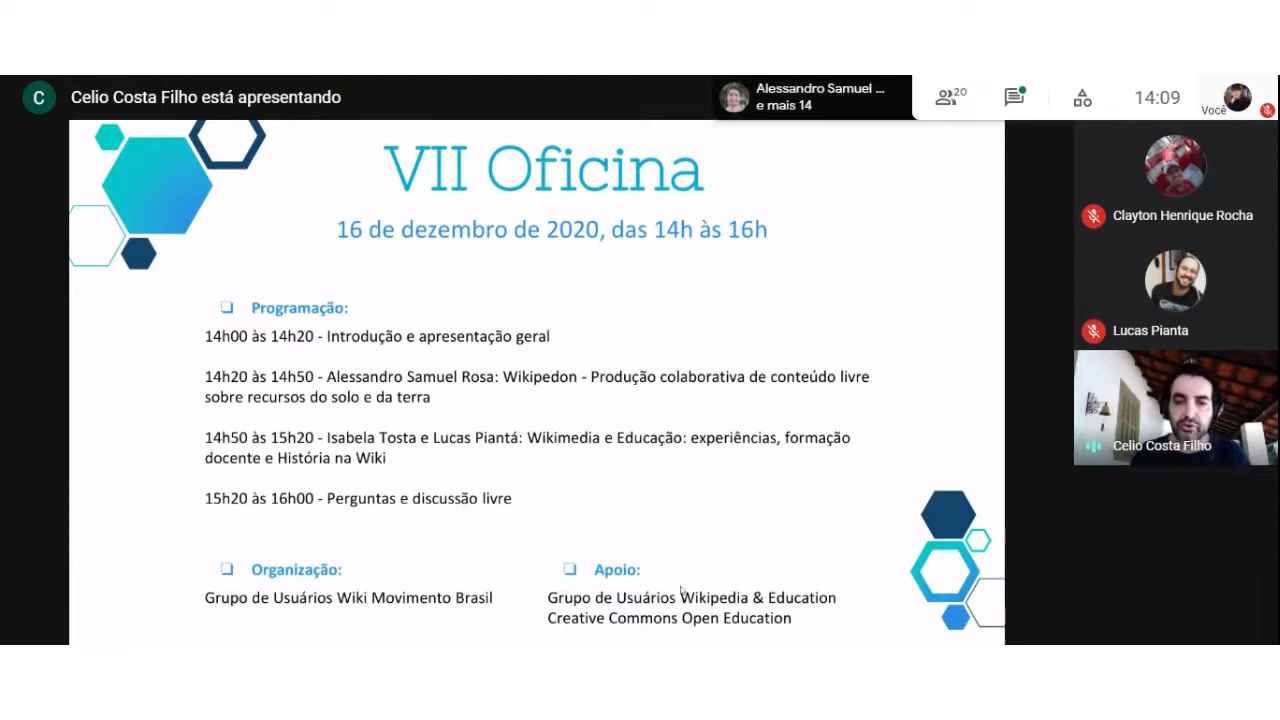 C
Celio Costa Filho está apresentando
Alessandro Samuel ...
e mais 14
20
14:09
Você
VII Oficina
16 de dezembro de 2020, das 14h às 16h
Programação:
14h00 às 14h20 - Introdução e apresentação geral
14h20 às 14h50 - Alessandro Samuel Rosa: Wikipedon - Produção colaborativa de conteúdo livre
sobre recursos do solo e da terra
14h50 às 15h20 - Isabela Tosta e Lucas Piantá: Wikimedia e Educação: experiências, formação
docente e História na Wiki
15h20 às 16h00 - Perguntas e discussão livre
Organização:
Grupo de Usuários Wiki Movimento Brasil
Apoio:
Grupo de Usuários Wikipedia & Education
Creative Commons Open Education
Clayton Henrique Rocha
Lucas Pianta
Celio Costa Filho